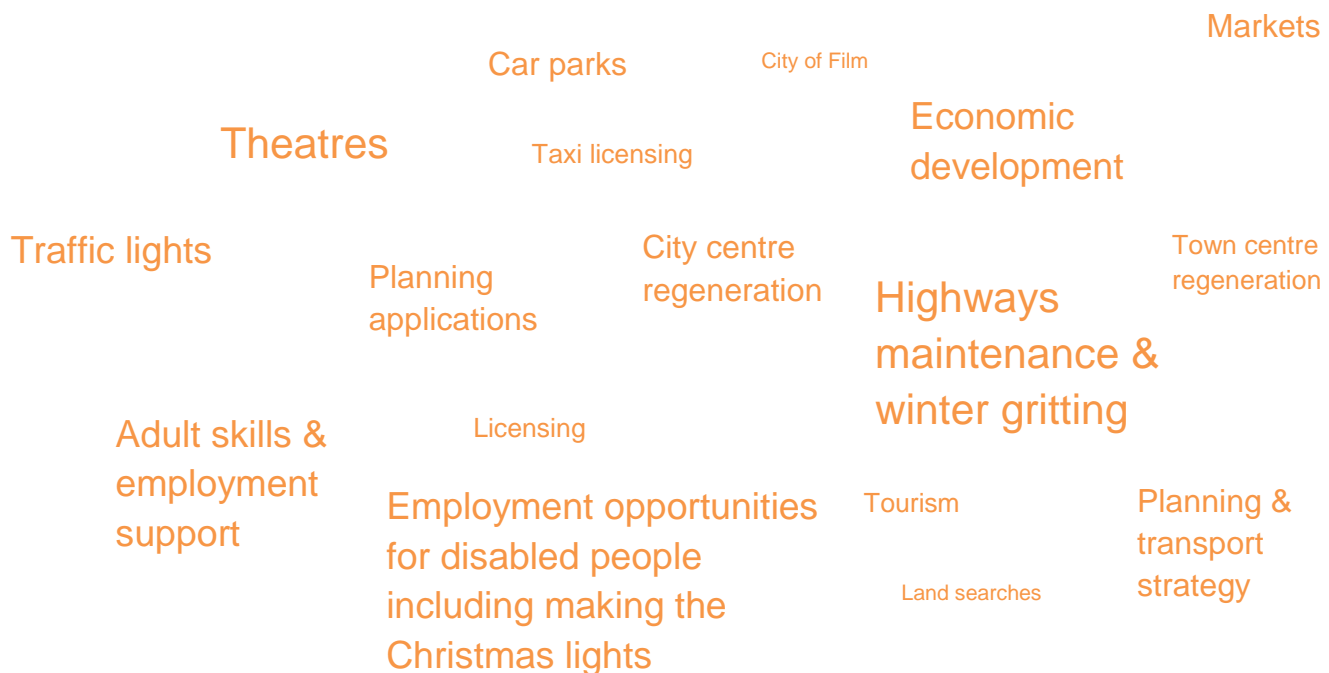 Markets
Car parks
City of Film
Economic
development
Theatres
Taxi licensing
Traffic lights
City centre
regeneration
Town centre
regeneration
Planning
applications
Highways
maintenance &
winter gritting
Adult skills &
employment
support
Licensing
Employment opportunities
for disabled people
including making the
Christmas lights
Tourism
Planning &
transport
strategy
Land searches